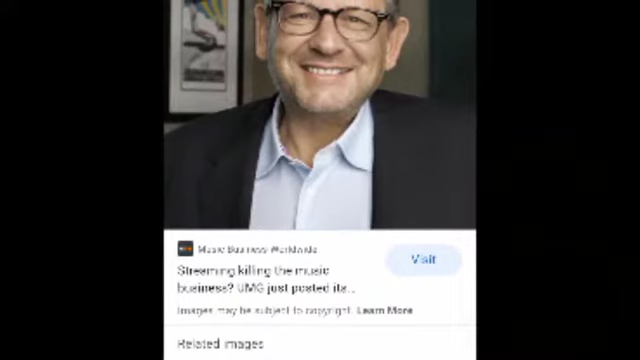 Music Business Worldwide
Visit
Streaming killing the music
business? UMG just posted its...
Images may be subject to copyright. Learn More
Related images